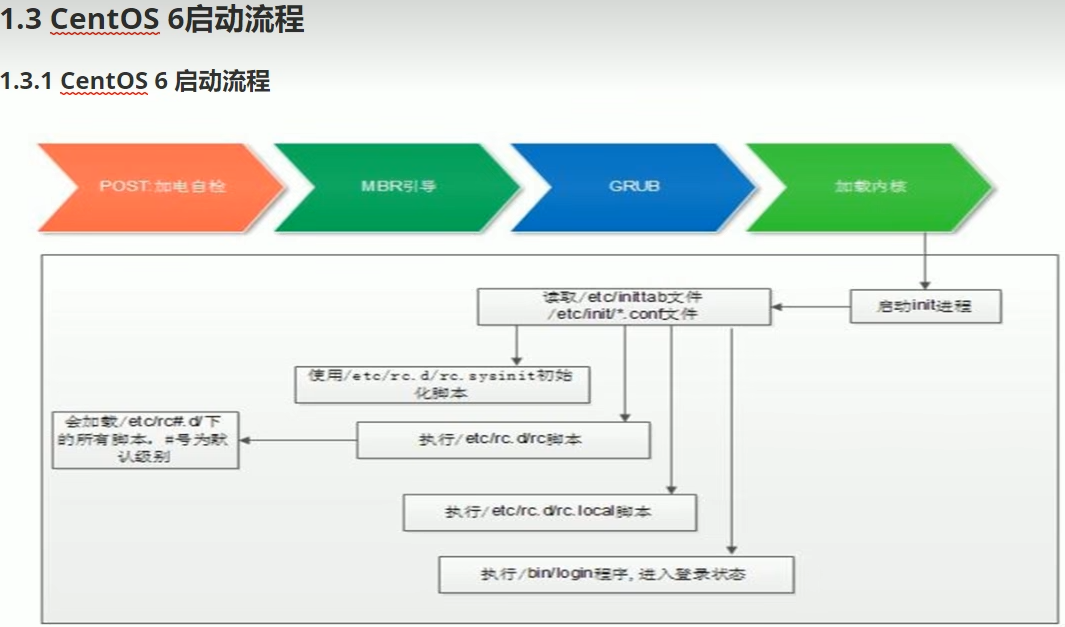 1.3 CentOS 6启动流程
1.3.1 CentOS 6 启动流程
POST:加电自检
MBR引导
GRUB
加载内核
启动init进程
读取/etc/inittab文件
/etc/init/*.conf文件
使用/etc/rc.d/rc.sysinit初始
化脚本
执行/etc/rc.d/rc脚本
会加载/etc/rc#.d/下
的所有脚本。#号为默
认级别
执行/etc/rc.d/rc.local脚本
执行/bin/login程序,进入登录状态